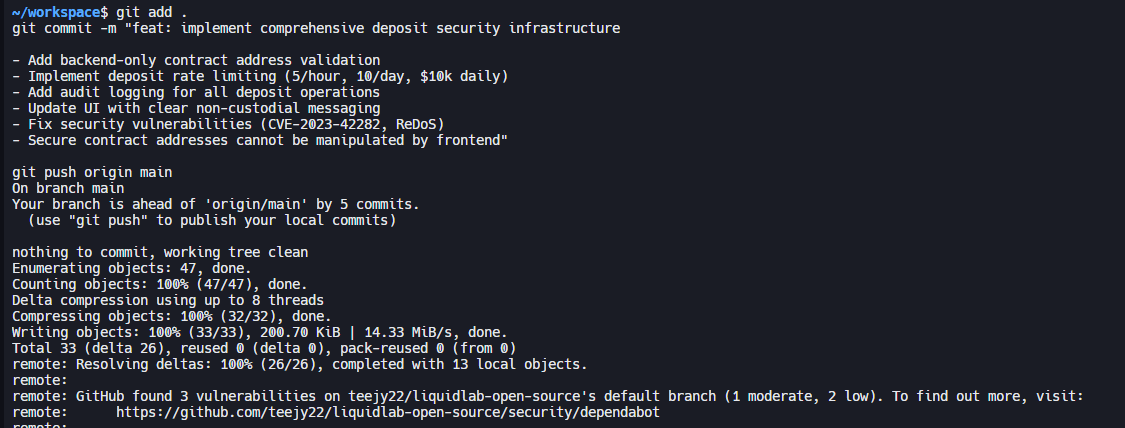 ~/workspace$ git add .
git commit -m "feat: implement comprehensive deposit security infrastructure
- Add backend-only contract address validation
- Implement deposit rate limiting (5/hour, 10/day, $10k daily)
- Add audit logging for all deposit operations
- Update UI with clear non-custodial messaging
- Fix security vulnerabilities (CVE-2023-42282, ReDoS)
- Secure contract addresses cannot be manipulated by frontend"
git push origin main
On branch main
Your branch is ahead of 'origin/main' by 5 commits.
  (use "git push" to publish your local commits)
nothing to commit, working tree clean
Enumerating objects: 47, done.
Counting objects: 100% (47/47), done.
Delta compression using up to 8 threads
Compressing objects: 100% (32/32), done.
Writing objects: 100% (33/33), 200.70 KiB | 14.33 MiB/s, done.
Total 33 (delta 26), reused 0 (delta 0), pack-reused 0 (from 0)
remote: Resolving deltas: 100% (26/26), completed with 13 local objects.
remote:
remote: GitHub found 3 vulnerabilities on teejy22/liquidlab-open-source's default branch (1 moderate, 2 low). To find out more, visit:
remote:      https://github.com/teejy22/liquidlab-open-source/security/dependabot
remote: